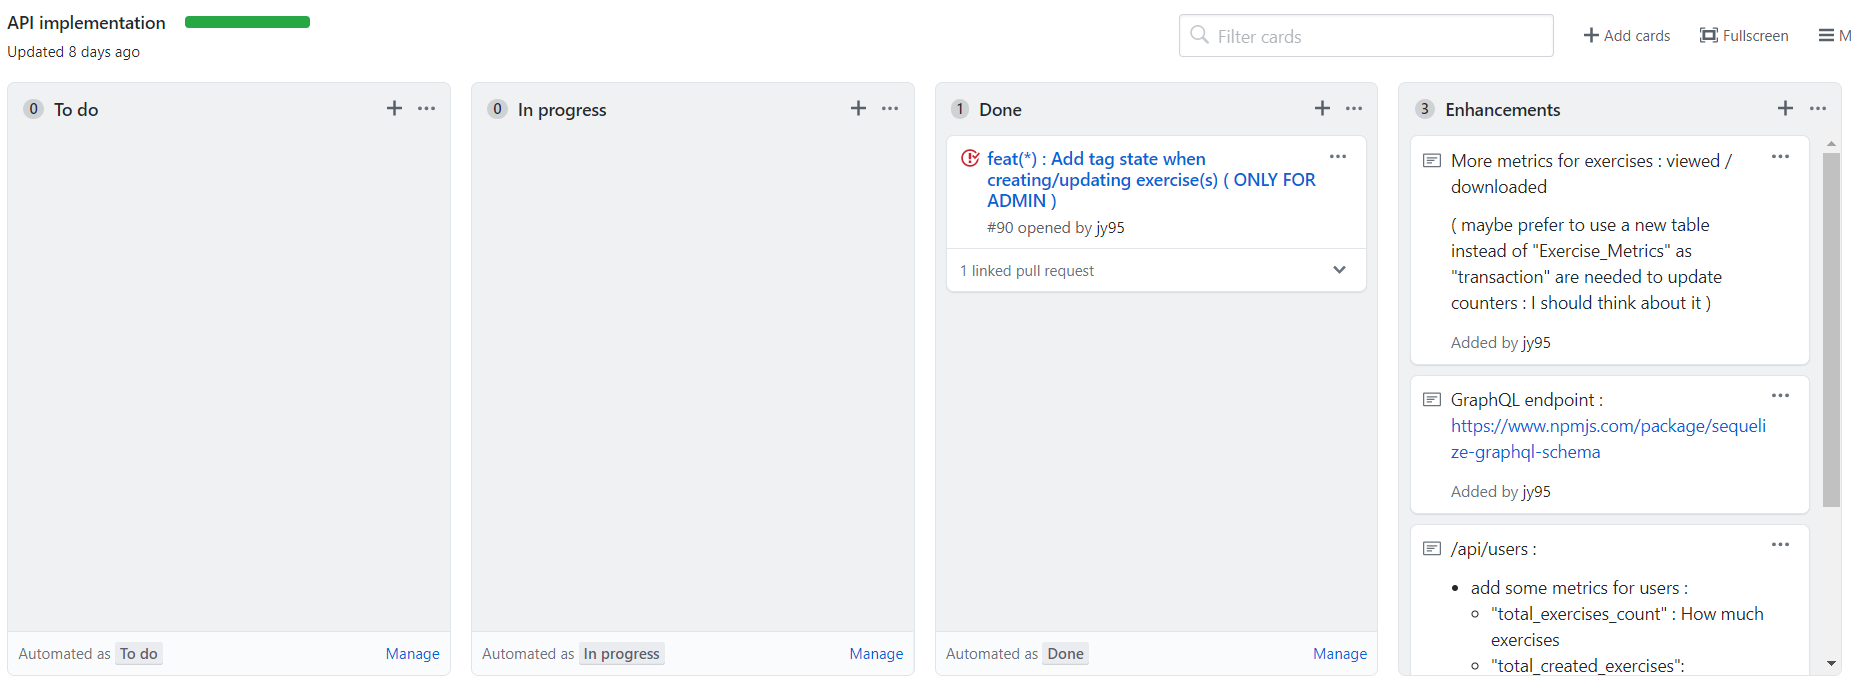 API implementation
Updated 8 days ago
Filter cards
Add cards
Fullscreen
M
0 To do
0 In progress
1 Done
feat(*) : Add tag state when
creating/updating exercise(s) ( ONLY FOR
ADMIN )
#90 opened by jy95
1 linked pull request
3 Enhancements
More metrics for exercises : viewed /
downloaded
( maybe prefer to use a new table
instead of "Exercise_Metrics" as
"transaction" are needed to update
counters : I should think about it )
Added by jy95
GraphQL endpoint :
https://www.npmjs.com/package/sequeli
ze-graphql-schema
Added by jy95
/api/users :
• add some metrics for users :
◦ "total_exercises_count" : How much
exercises
◦ "total_created_exercises":
Automated as To do Manage
Automated as In progress Manage
Automated as Done Manage